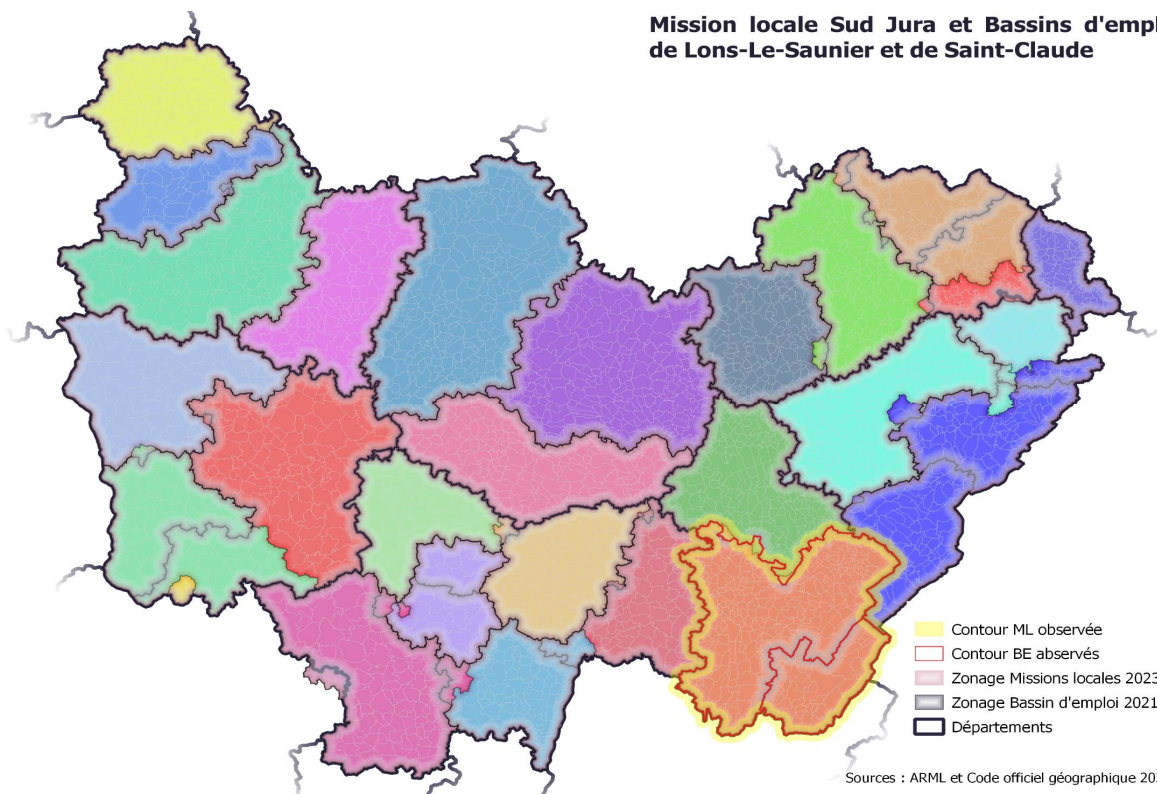 Mission locale Sud Jura et Bassins d'empl
de Lons-Le-Saunier et de Saint-Claude
Contour ML observée
Contour BE abservés
Zonage Missions locales 2023
Zonage Bassin d'emploi 2021
Départements
Sources : ARML et Code officiel géographique 20